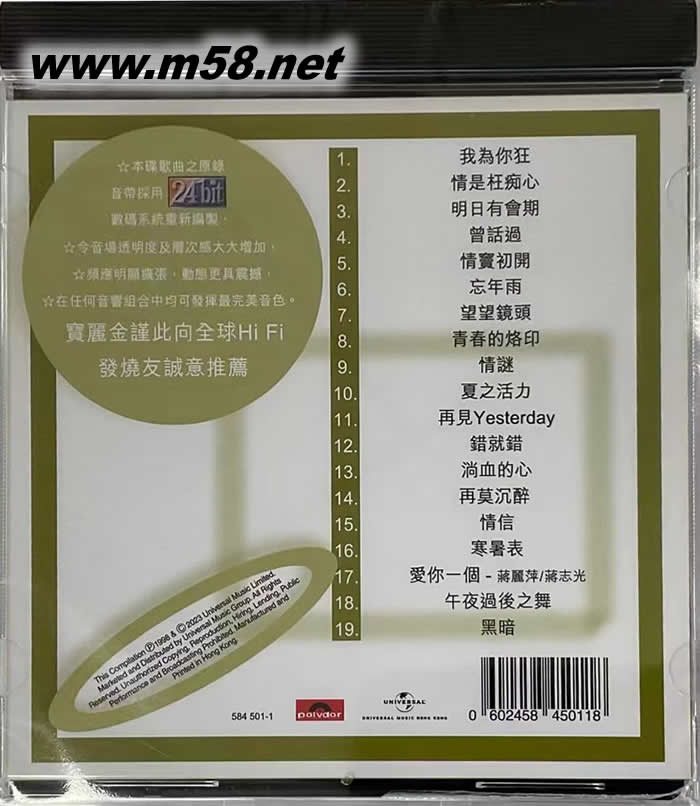 www.m58.net
☆本碟歌曲之原錄
音帶採用 24 bit
數碼系統重新編製，
☆令音場透明度及層次感大大增加，
☆頻應明顯擴張，動態更具震撼，
☆在任何音響組合中均可發揮最完美音色。
寶麗金謹此向全球Hi Fi
發燒友誠意推薦
1. 我為你狂
2. 情是枉痴心
3. 明日有會期
4. 曾話過
5. 情竇初開
6. 忘年雨
7. 望望鏡頭
8. 青春的烙印
9. 情謎
10. 夏之活力
11. 再見Yesterday
12. 錯就錯
13. 淌血的心
14. 再莫沉醉
15. 情信
16. 寒暑表
17. 愛你一個 - 蔣麗萍/蔣志光
18. 午夜過後之舞
19. 黑暗
This Compilation Ⓟ1998 & Ⓒ2023 Universal Music Limited.
Marketed and Distributed by Universal Music Group. All Rights
Reserved. Unauthorized Copying, Reproduction, Hiring, Lending, Public
Performance and Broadcasting Prohibited. Manufactured and
Printed in Hong Kong.
584 501-1
polydor
UNIVERSAL
UNIVERSAL MUSIC HONG KONG
0 602458 450118